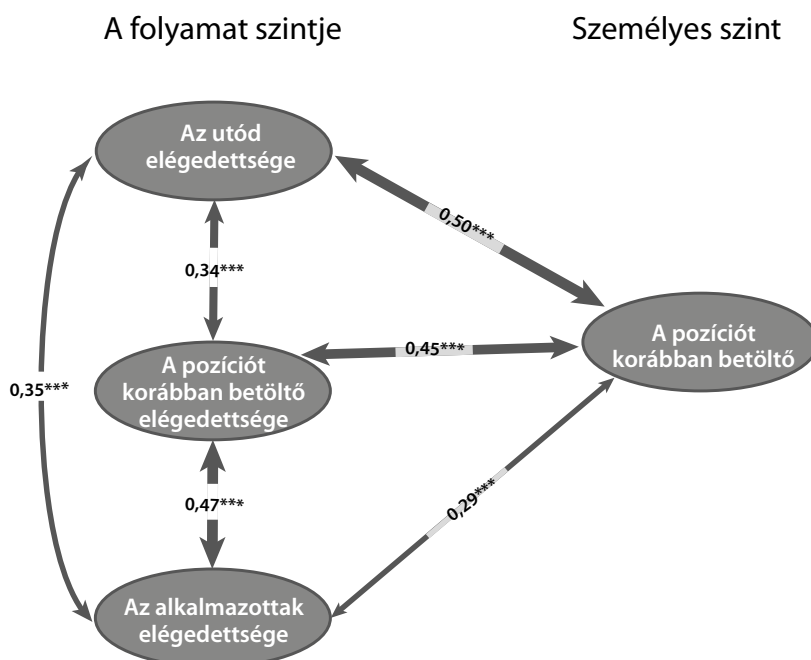 A folyamat szintje
Személyes szint
Az utód
elégedettsége
0,50***
0,34***
A pozíciót
korábban betöltő
0,45***
A pozíciót
korábban betöltő
elégedettsége
0,35***
0,47***
0,29***
Az alkalmazottak
elégedettsége